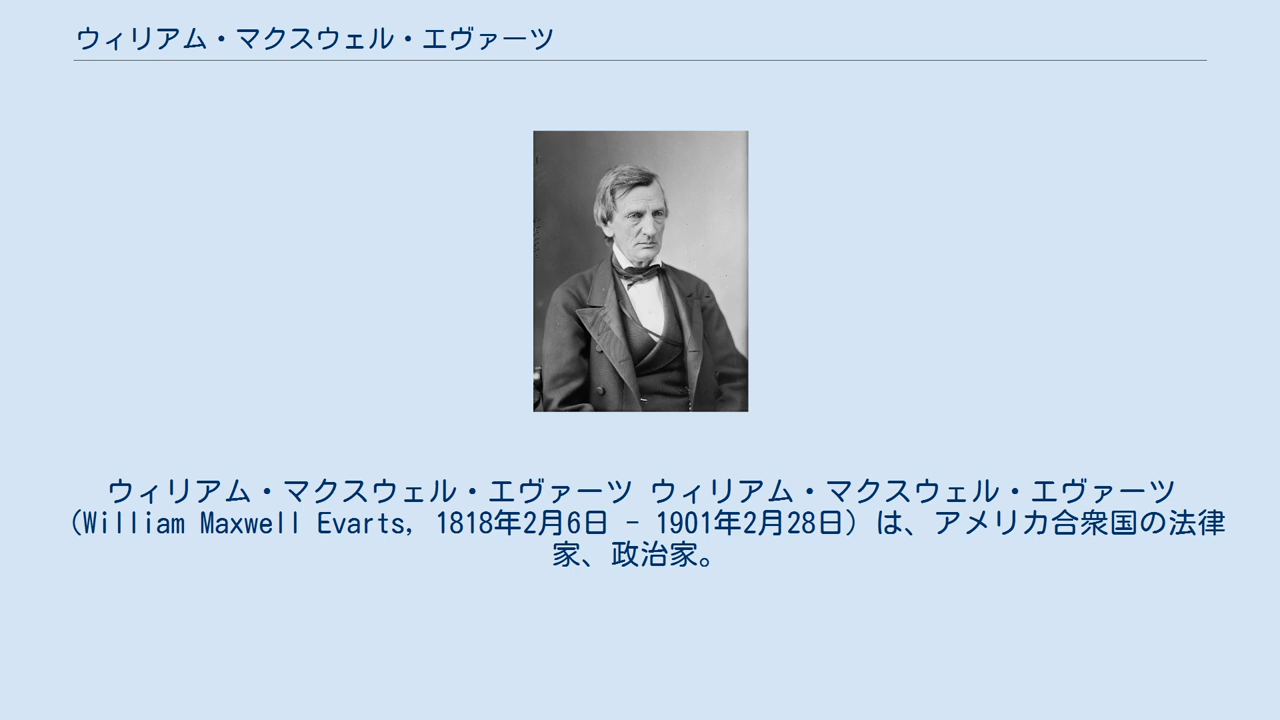 ウィリアム・マクスウェル・エヴァーツ
ウィリアム・マクスウェル・エヴァーツ ウィリアム・マクスウェル・エヴァーツ
(William Maxwell Evarts, 1818年2月6日 - 1901年2月28日) は、アメリカ合衆国の法律
家、政治家。